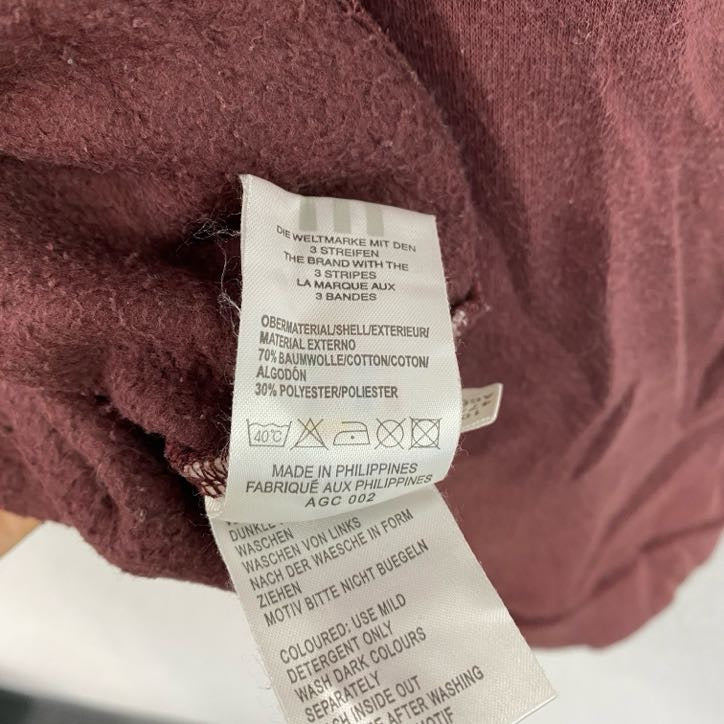 DIE WELTMARKE MIT DEN
3 STREIFEN
THE BRAND WITH THE
3 STRIPES
LA MARQUE AUX
3 BANDES
OBERMATERIAL/SHELL/EXTERIEUR/
MATERIAL EXTERNO
70% BAUMWOLLE/COTTON/COTON/
ALGODÓN
30% POLYESTER/POLIESTER
40°C
MADE IN PHILIPPINES
FABRIQUÉ AUX PHILIPPINES
AGC 002
DUNKLE
WASCHEN
WASCHEN VON LINKS
NACH DER WAESCHE IN FORM
ZIEHEN
MOTIV BITTE NICHT BUEGELN
COLOURED: USE MILD
DETERGENT ONLY
WASH DARK COLOURS
SEPARATELY
INSIDE OUT
AFTER WASHING